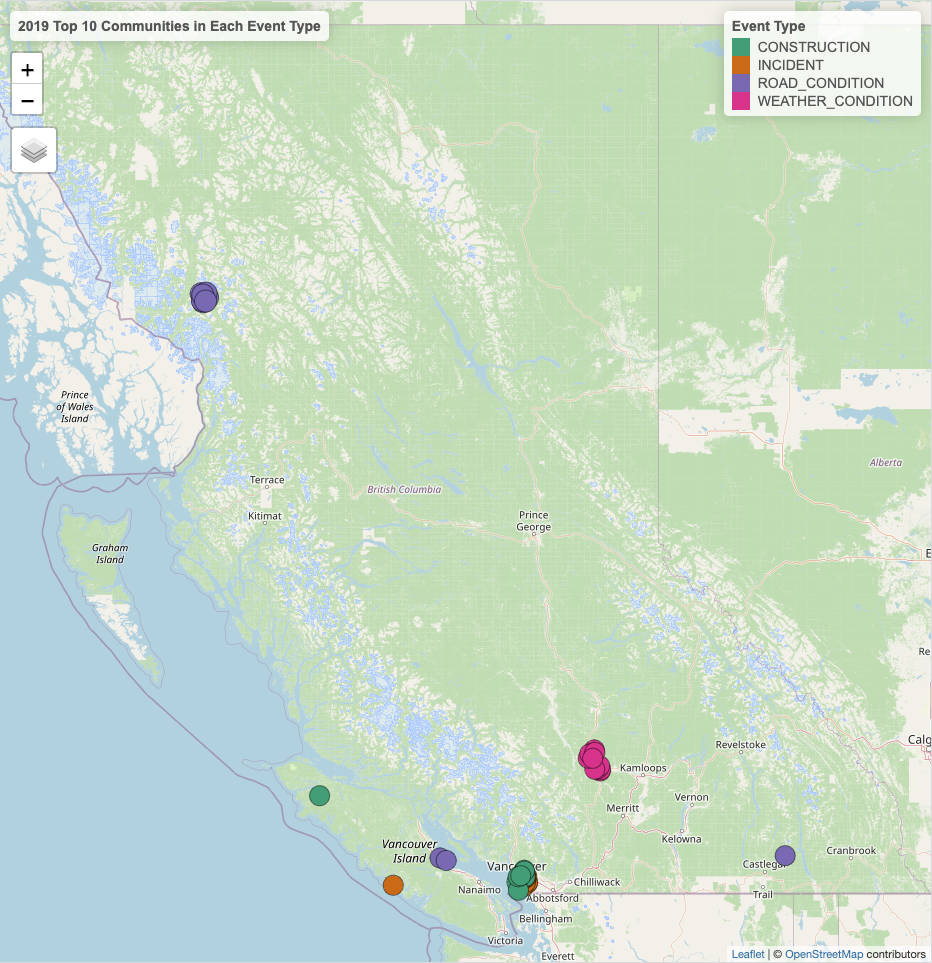 2019 Top 10 Communities in Each Event Type
Event Type
CONSTRUCTION
INCIDENT
ROAD_CONDITION
WEATHER_CONDITION
+
−
Prince
of Wales
Island
Alberta
Terrace
British Columbia
Kitimat
Prince
George
Graham
Island
E
Re
Calg
Revelstoke
Kamloops
Vernon
Merritt
Kelowna
Vancouver
Island
Cranbrook
Castlegar
Chilliwack
Nanaimo
Trail
Abbotsford
Bellingham
Victoria
Everett
Leaflet | © OpenStreetMap contributors